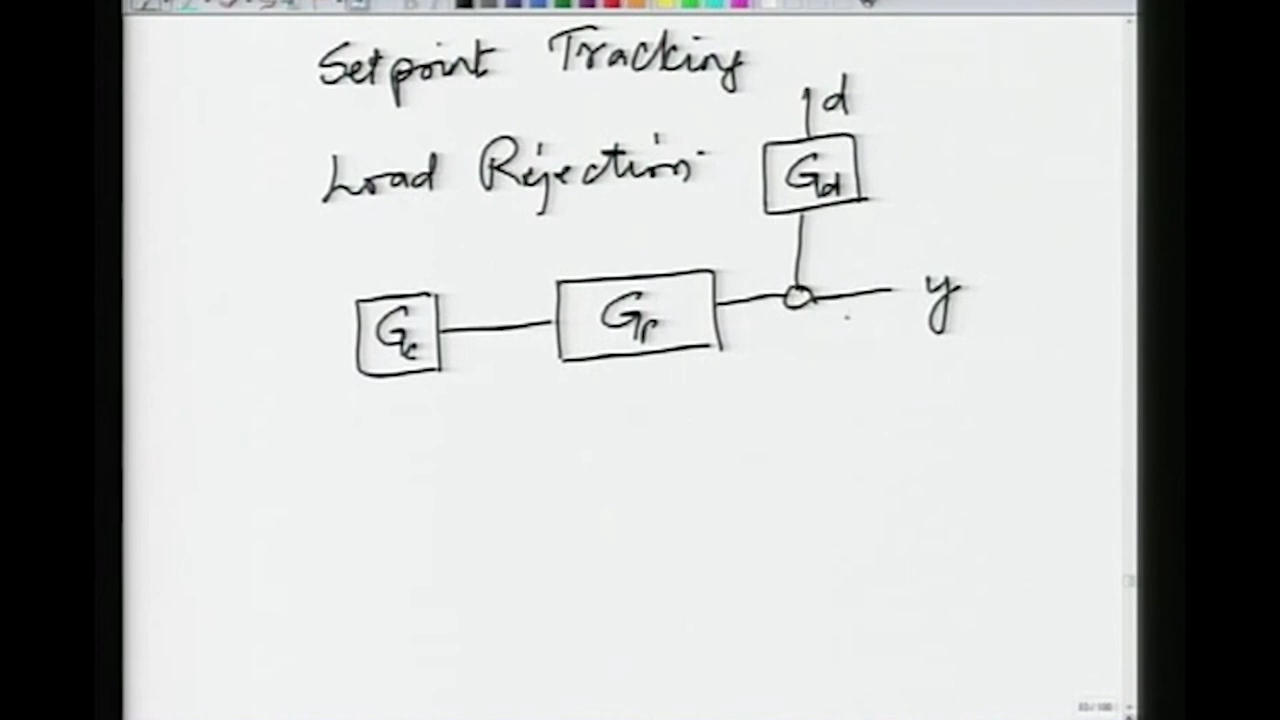 Setpoint Tracking
d
Load Rejection
Gd
Gc Gp y